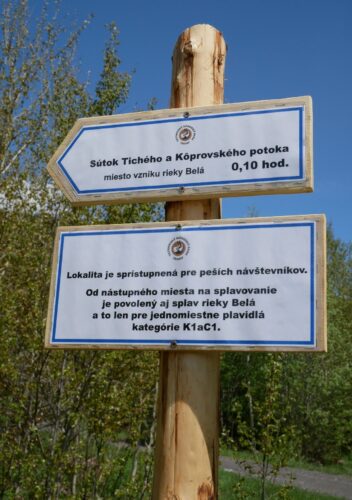 Sútok Tichého a Kôprovského potoka
miesto vzniku rieky Belá 0,10 hod.
Lokalita je sprístupnená pre peších návštevníkov.
Od nástupného miesta na splavovanie
je povolený aj splav rieky Belá
a to len pre jednomiestne plavidlá
kategórie K1aC1.